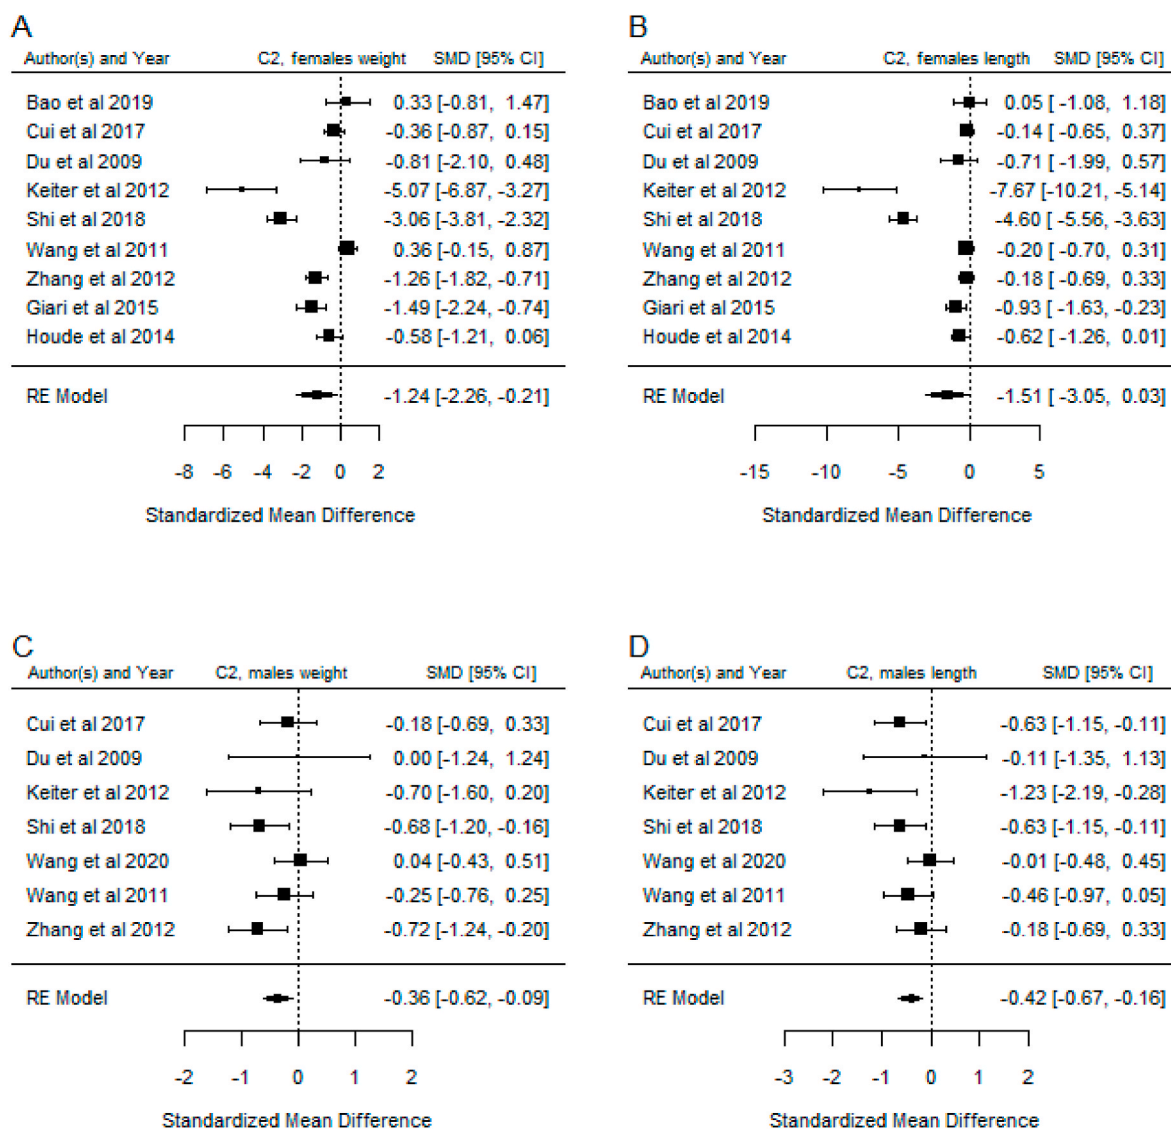 A
Author(s) and Year C2, females weight SMD [95% CI]
Bao et al 2019 0.33 [-0.81, 1.47]
Cui et al 2017 -0.36 [-0.87, 0.15]
Du et al 2009 -0.81 [-2.10, 0.48]
Keiter et al 2012 -5.07 [-6.87, -3.27]
Shi et al 2018 -3.06 [-3.81, -2.32]
Wang et al 2011 0.36 [-0.15, 0.87]
Zhang et al 2012 -1.26 [-1.82, -0.71]
Giari et al 2015 -1.49 [-2.24, -0.74]
Houde et al 2014 -0.58 [-1.21, 0.06]
RE Model -1.24 [-2.26, -0.21]
-8 -6 -4 -2 0 2
Standardized Mean Difference
B
Author(s) and Year C2, females length SMD [95% CI]
Bao et al 2019 0.05 [ -1.08, 1.18]
Cui et al 2017 -0.14 [ -0.65, 0.37]
Du et al 2009 -0.71 [ -1.99, 0.57]
Keiter et al 2012 -7.67 [-10.21, -5.14]
Shi et al 2018 -4.60 [ -5.56, -3.63]
Wang et al 2011 -0.20 [ -0.70, 0.31]
Zhang et al 2012 -0.18 [ -0.69, 0.33]
Giari et al 2015 -0.93 [ -1.63, -0.23]
Houde et al 2014 -0.62 [ -1.26, 0.01]
RE Model -1.51 [ -3.05, 0.03]
-15 -10 -5 0 5
Standardized Mean Difference
C
Author(s) and Year C2, males weight SMD [95% CI]
Cui et al 2017 -0.18 [-0.69, 0.33]
Du et al 2009 0.00 [-1.24, 1.24]
Keiter et al 2012 -0.70 [-1.60, 0.20]
Shi et al 2018 -0.68 [-1.20, -0.16]
Wang et al 2020 0.04 [-0.43, 0.51]
Wang et al 2011 -0.25 [-0.76, 0.25]
Zhang et al 2012 -0.72 [-1.24, -0.20]
RE Model -0.36 [-0.62, -0.09]
-2 -1 0 1 2
Standardized Mean Difference
D
Author(s) and Year C2, males length SMD [95% CI]
Cui et al 2017 -0.63 [-1.15, -0.11]
Du et al 2009 -0.11 [-1.35, 1.13]
Keiter et al 2012 -1.23 [-2.19, -0.28]
Shi et al 2018 -0.63 [-1.15, -0.11]
Wang et al 2020 -0.01 [-0.48, 0.45]
Wang et al 2011 -0.46 [-0.97, 0.05]
Zhang et al 2012 -0.18 [-0.69, 0.33]
RE Model -0.42 [-0.67, -0.16]
-3 -2 -1 0 1 2
Standardized Mean Difference